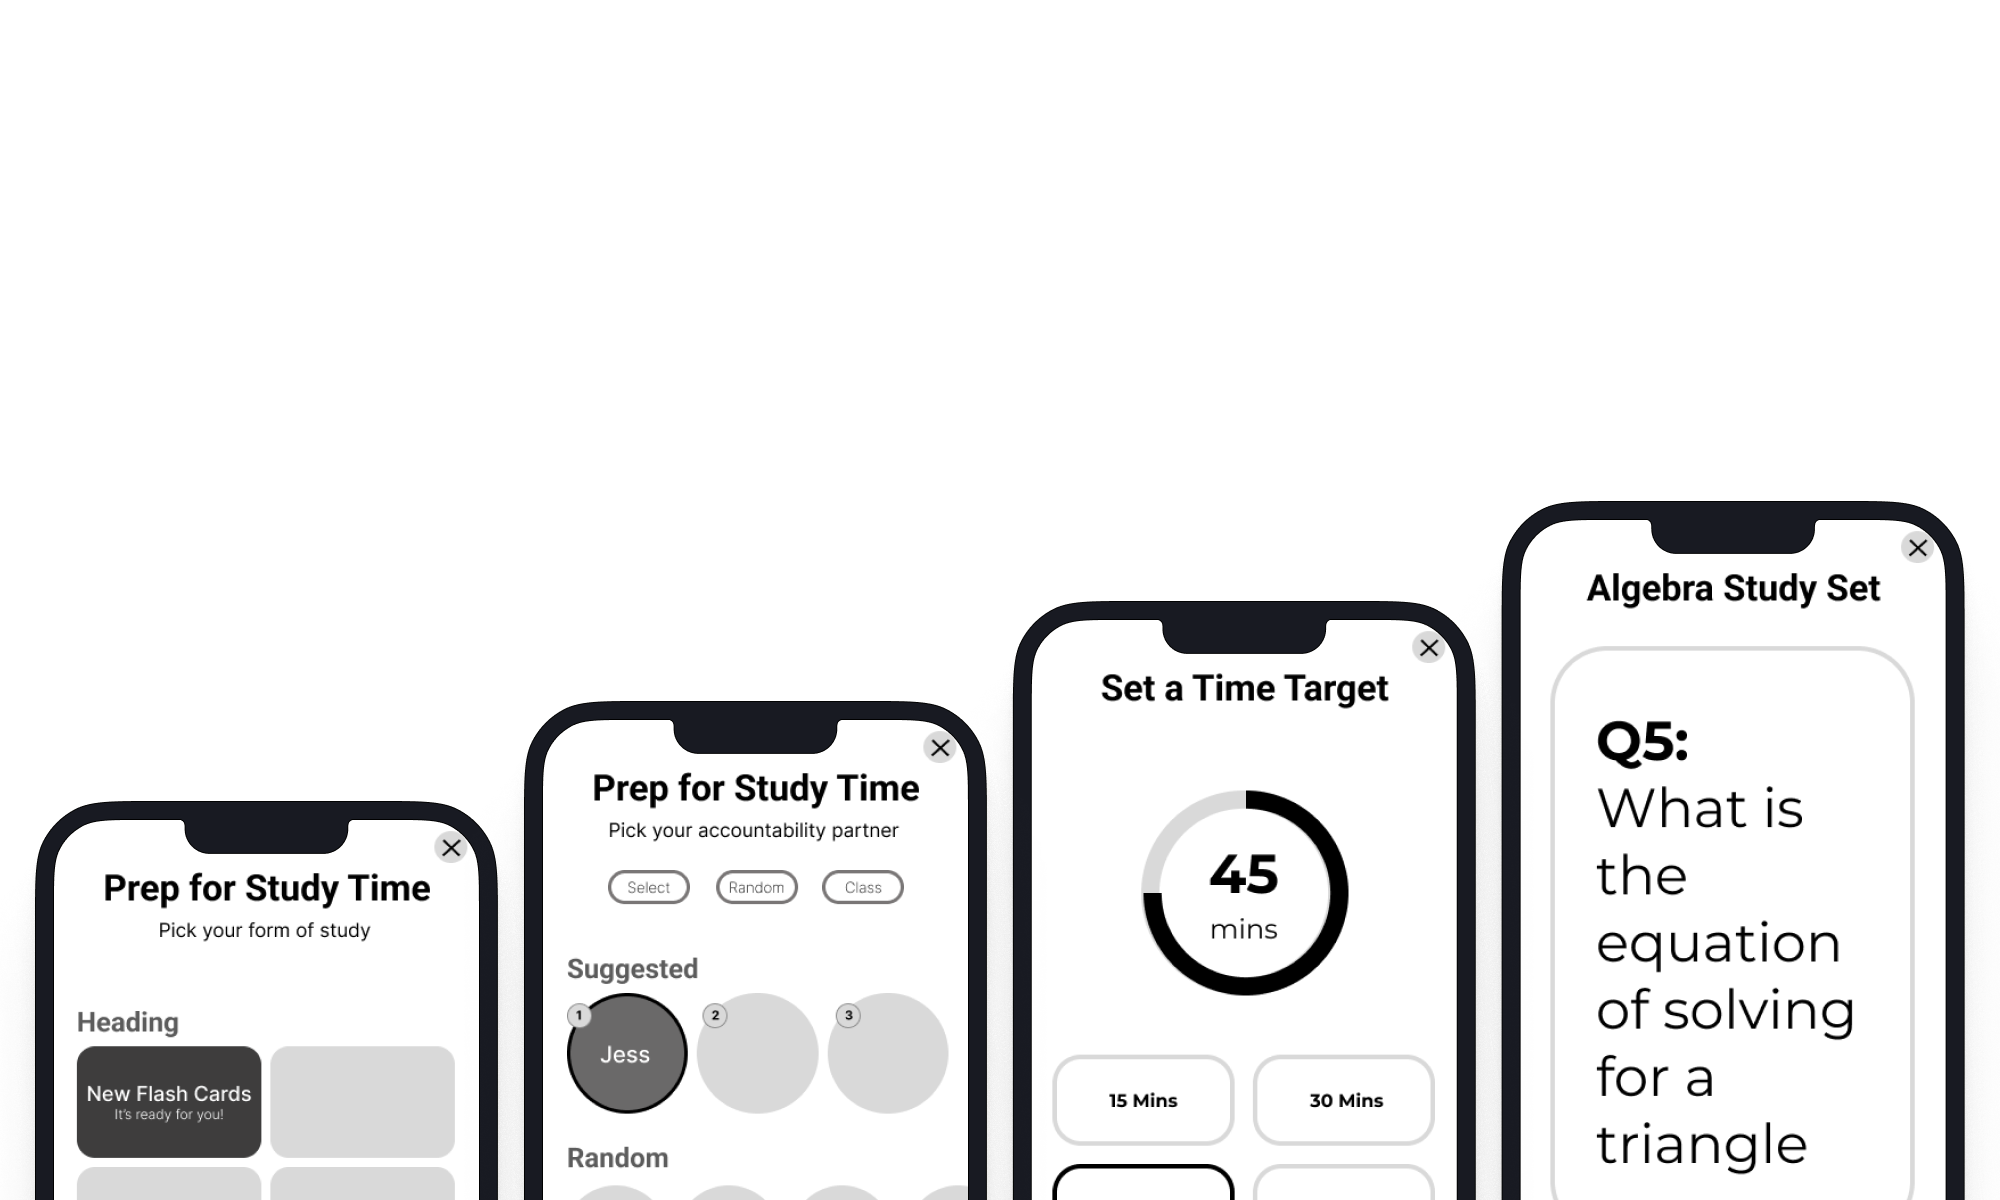 Prep for Study Time
Pick your form of study
Heading
New Flash Cards
It's ready for you!
Prep for Study Time
Pick your accountability partner
Select
Random
Class
Suggested
1
Jess
2
3
Random
Set a Time Target
45
mins
15 Mins
30 Mins
Algebra Study Set
Q5:
What is
the
equation
of solving
for a
triangle